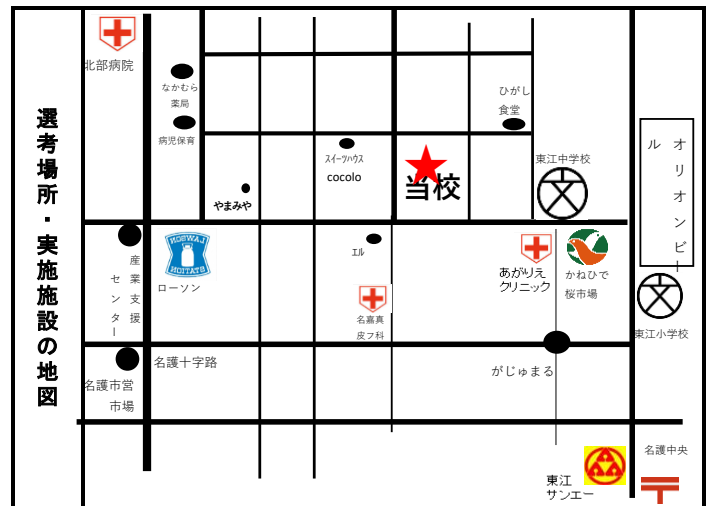 選考場所・実施施設の地図
北部病院
なかむら
薬局
病児保育
やまみや
スイーツハウス
cocolo
当校
ひがし
食堂
東江中学校
オリオンビー
ル
産業支援
センター
LAWSON
STATION
ローソン
エル
名嘉真
皮フ科
あがりえ
クリニック
かねひで
桜市場
東江小学校
名護十字路
名護市営
市場
がじゅまる
東江
サンエー
名護中央